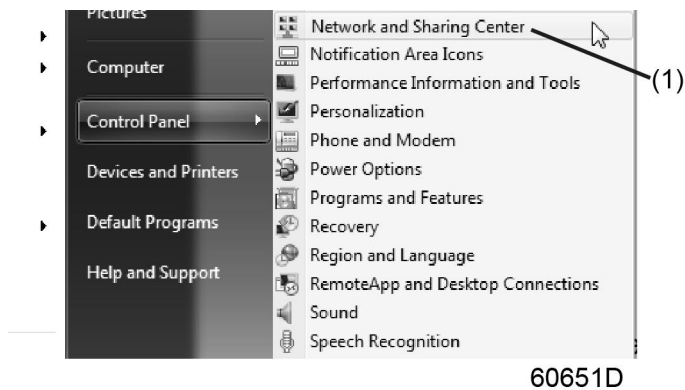 Pictures
Computer
Control Panel
Devices and Printers
Default Programs
Help and Support
Network and Sharing Center
Notification Area Icons
Performance Information and Tools
Personalization
Phone and Modem
Power Options
Programs and Features
Recovery
Region and Language
RemoteApp and Desktop Connections
Sound
Speech Recognition
(1)
60651D